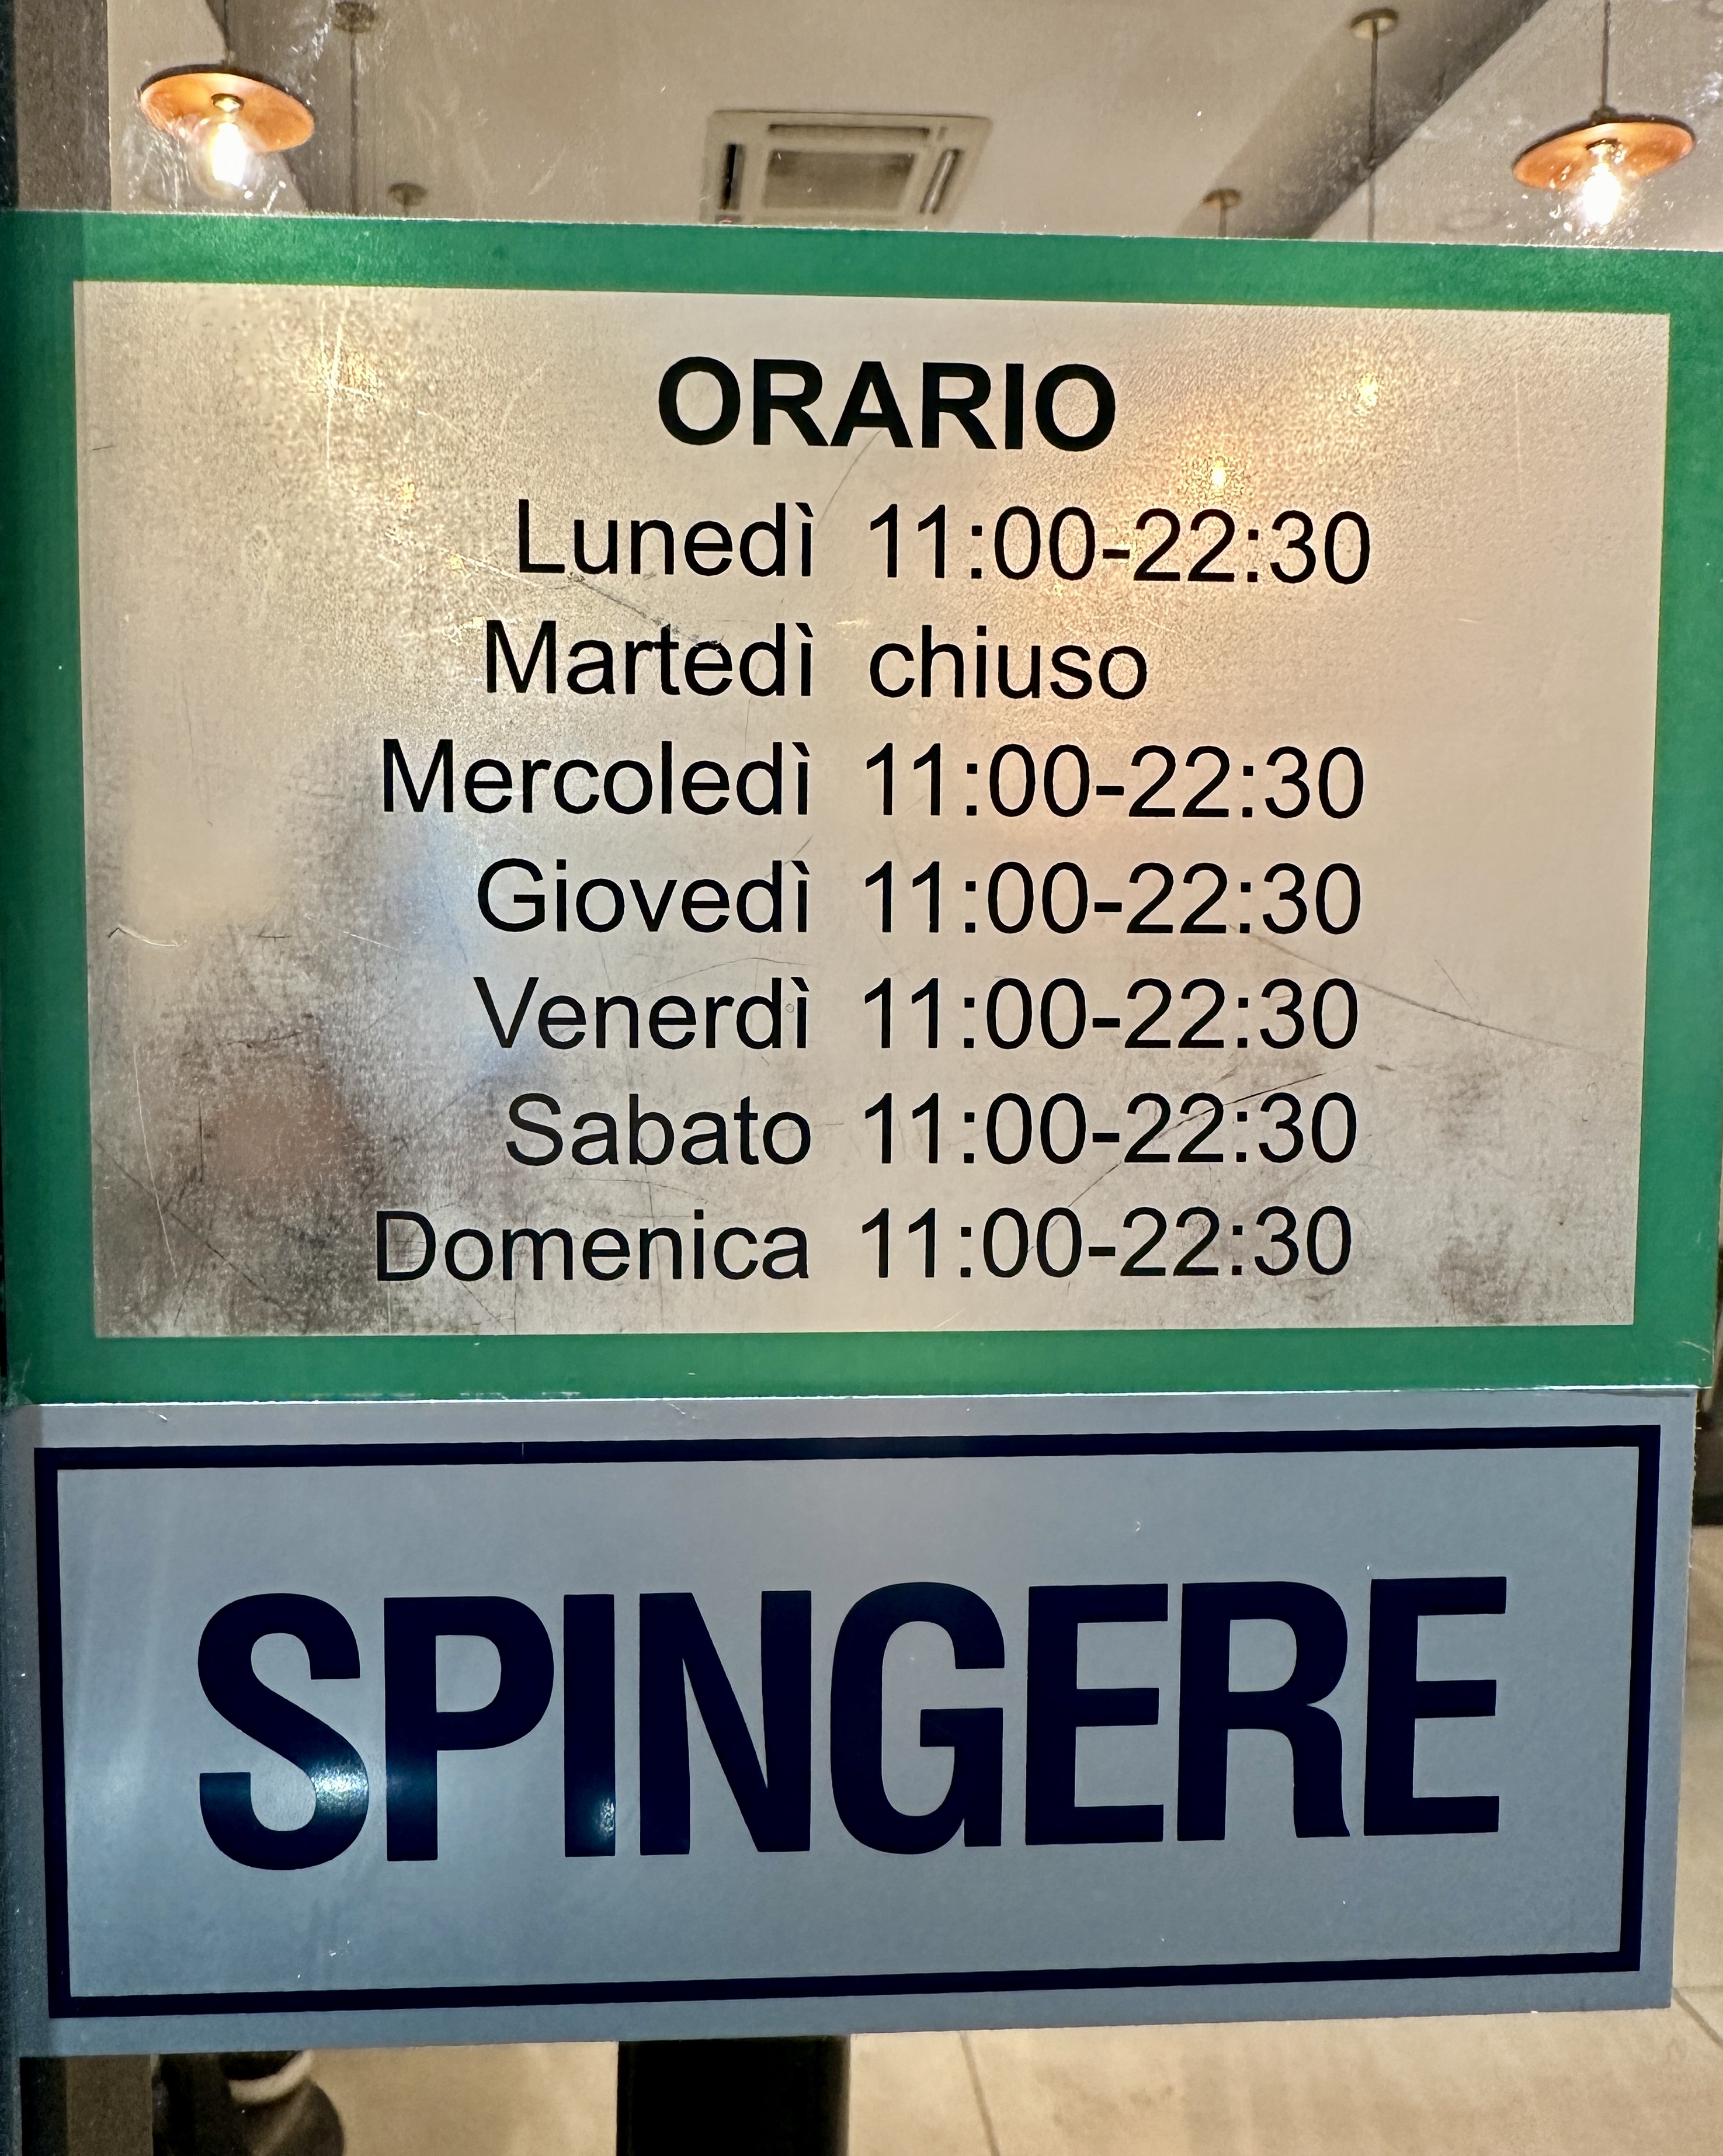 ORARIO
Lunedì 11:00-22:30
Martedì chiuso
Mercoledì 11:00-22:30
Giovedì 11:00-22:30
Venerdì 11:00-22:30
Sabato 11:00-22:30
Domenica 11:00-22:30
SPINGERE